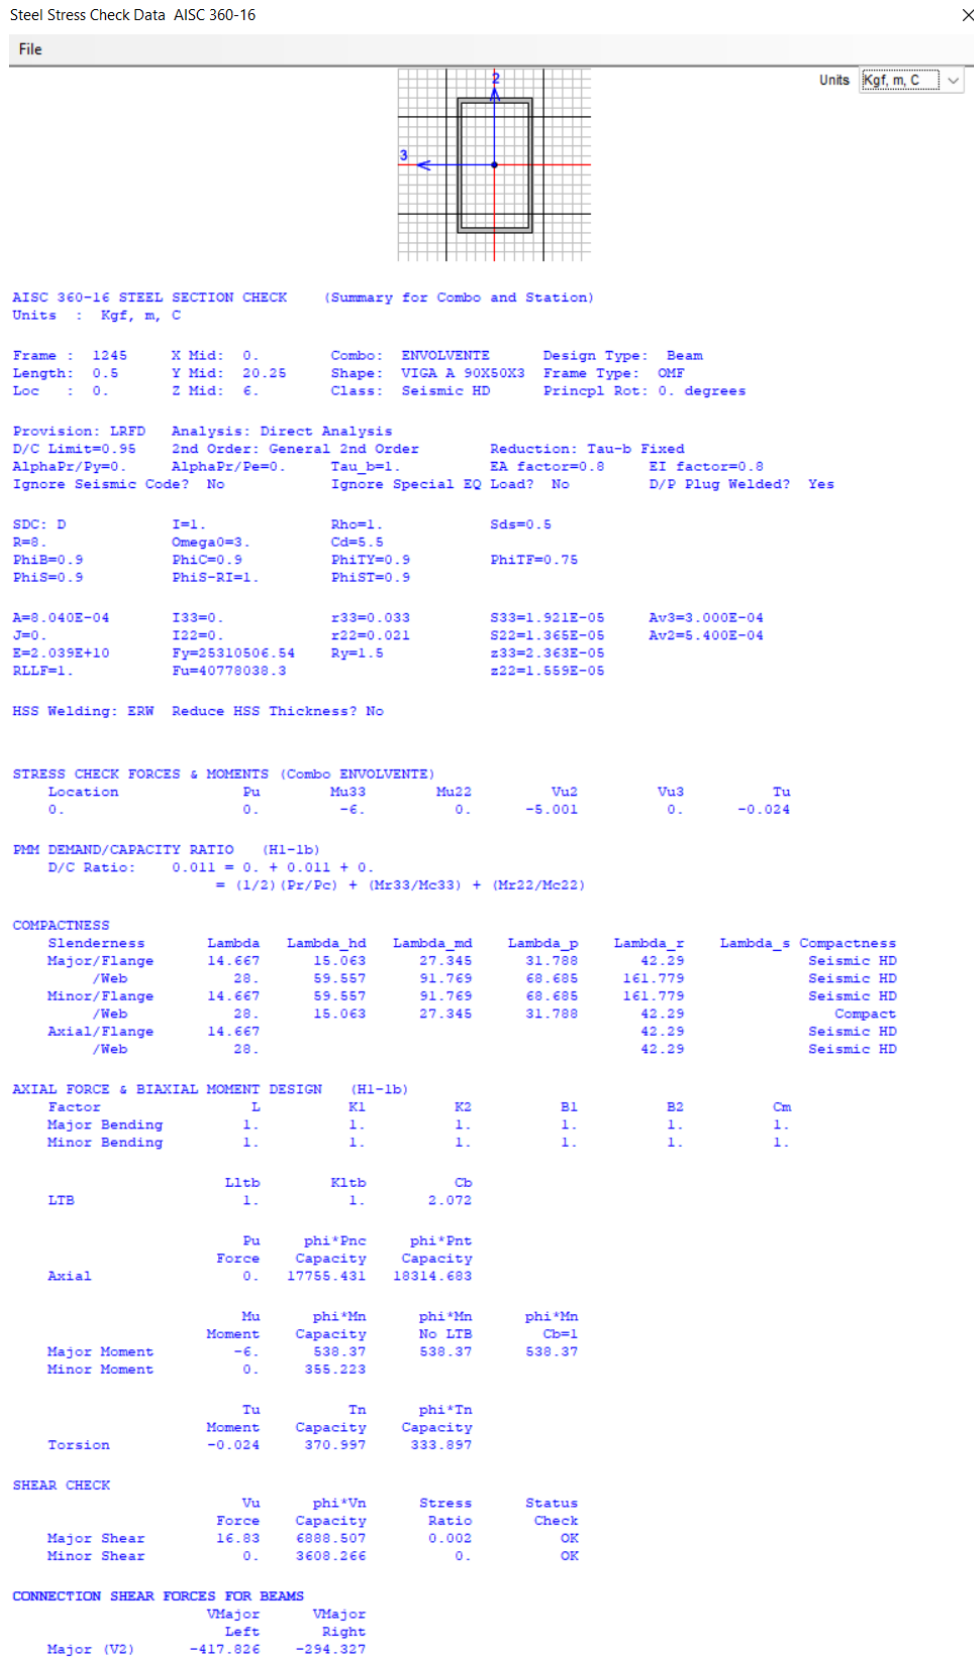 Steel Stress Check Data AISC 360-16
File
Units Kgf, m, C
2
3
AISC 360-16 STEEL SECTION CHECK (Summary for Combo and Station)
Units : Kgf, m, C
Frame : 1245 X Mid: 0. Combo: ENVOLVENTE Design Type: Beam
Length: 0.5 Y Mid: 20.25 Shape: VIGA A 90X50X3 Frame Type: OMF
Loc : 0. Z Mid: 6. Class: Seismic HD Princpl Rot: 0. degrees
Provision: LRFD Analysis: Direct Analysis
D/C Limit=0.95 2nd Order: General 2nd Order Reduction: Tau-b Fixed
AlphaPr/Py=0. AlphaPr/Pe=0. Tau_b=1. EA factor=0.8 EI factor=0.8
Ignore Seismic Code? No Ignore Special EQ Load? No D/P Plug Welded? Yes
SDC: D I=1. Rho=1. Sds=0.5
R=8. Omega0=3. Cd=5.5
PhiB=0.9 PhiC=0.9 PhiTY=0.9 PhiTF=0.75
PhiS=0.9 PhiS-RI=1. PhiST=0.9
A=8.040E-04 I33=0. r33=0.033 S33=1.921E-05 Av3=3.000E-04
J=0. I22=0. r22=0.021 S22=1.365E-05 Av2=5.400E-04
E=2.039E+10 Fy=25310506.54 Ry=1.5 z33=2.363E-05
RLLF=1. Fu=40778038.3 z22=1.559E-05
HSS Welding: ERW Reduce HSS Thickness? No
STRESS CHECK FORCES & MOMENTS (Combo ENVOLVENTE)
Location Pu Mu33 Mu22 Vu2 Vu3 Tu
0. 0. -6. 0. -5.001 0. -0.024
PMM DEMAND/CAPACITY RATIO (H1-1b)
D/C Ratio: 0.011 = 0. + 0.011 + 0.
= (1/2)(Pr/Pc) + (Mr33/Mc33) + (Mr22/Mc22)
COMPACTNESS
Slenderness Lambda Lambda_hd Lambda_md Lambda_p Lambda_r Lambda_s Compactness
Major/Flange 14.667 15.063 27.345 31.788 42.29 Seismic HD
/Web 28. 59.557 91.769 68.685 161.779 Seismic HD
Minor/Flange 14.667 59.557 91.769 68.685 161.779 Seismic HD
/Web 28. 15.063 27.345 31.788 42.29 Compact
Axial/Flange 14.667 42.29 Seismic HD
/Web 28. 42.29 Seismic HD
AXIAL FORCE & BIAXIAL MOMENT DESIGN (H1-1b)
Factor L K1 K2 B1 B2 Cm
Major Bending 1. 1. 1. 1. 1. 1.
Minor Bending 1. 1. 1. 1. 1. 1.
Lltb Kltb Cb
LTB 1. 1. 2.072
Pu phi*Pnc phi*Pnt
Force Capacity Capacity
Axial 0. 17755.431 18314.683
Mu phi*Mn phi*Mn phi*Mn
Moment Capacity No LTB Cb=1
Major Moment -6. 538.37 538.37 538.37
Minor Moment 0. 355.223
Tu Tn phi*Tn
Moment Capacity Capacity
Torsion -0.024 370.997 333.897
SHEAR CHECK
Vu phi*Vn Stress Status
Force Capacity Ratio Check
Major Shear 16.83 6888.507 0.002 OK
Minor Shear 0. 3608.266 0. OK
CONNECTION SHEAR FORCES FOR BEAMS
VMajor VMajor
Left Right
Major (V2) -417.826 -294.327